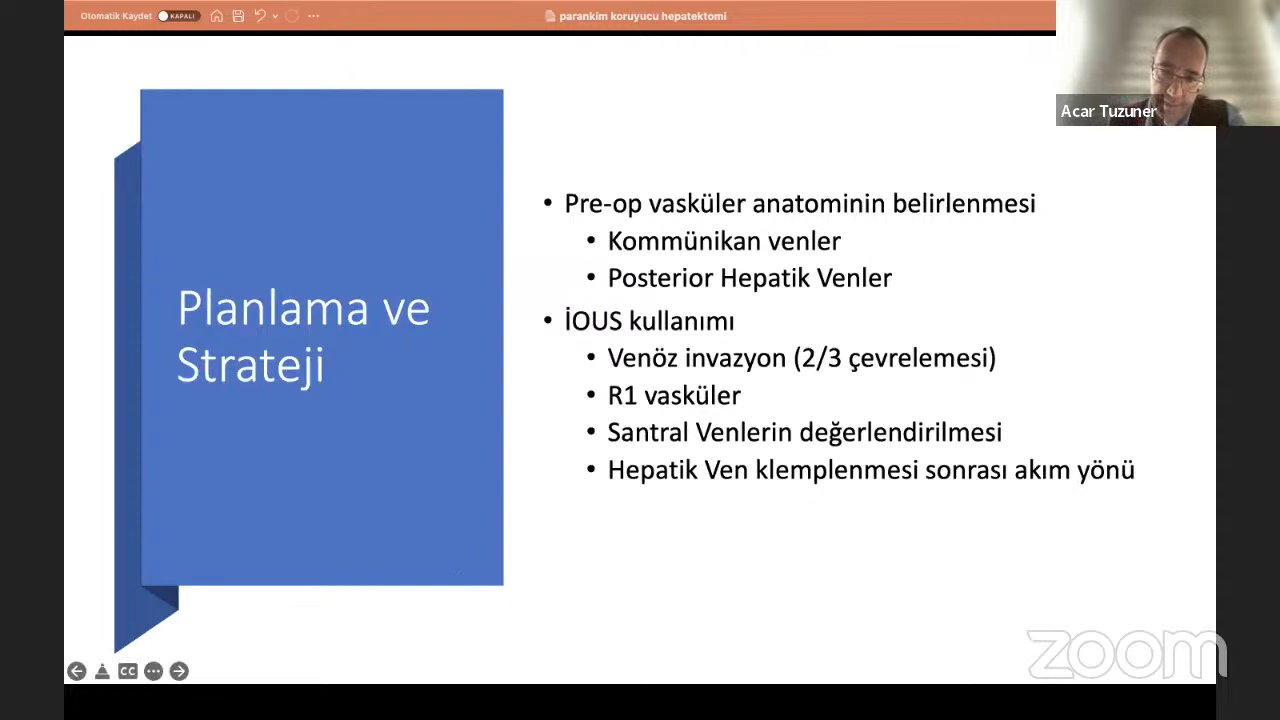 Otomatik Kaydet KAPALI
parankim koruyucu hepatektomi
Acar Tuzuner
Planlama ve
Strateji
• Pre-op vasküler anatominin belirlenmesi
• Kommünikan venler
• Posterior Hepatik Venler
• İOUS kullanımı
• Venöz invazyon (2/3 çevrelemesi)
• R1 vasküler
• Santral Venlerin değerlendirilmesi
• Hepatik Ven klemplenmesi sonrası akım yönü
CC
zoom